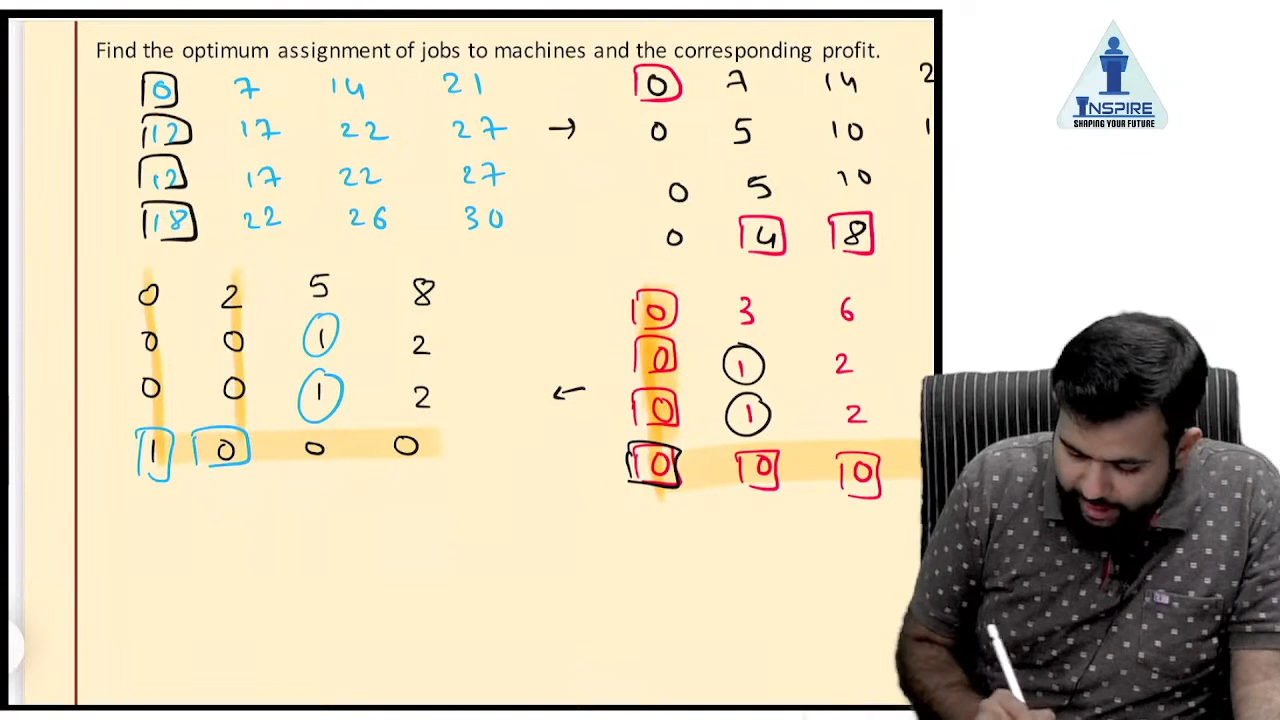 Find the optimum assignment of jobs to machines and the corresponding profit.
0 7 14 21
12 17 22 27 →
12 17 22 27
18 22 26 30
0 7 14 2
0 5 10 1
0 5 10
0 4 8
0 2 5 8
0 0 1 2
0 0 1 2 ←
1 0 0 0
0 3 6
0 1 2
0 1 2
0 0 0
INSPIRE
SHAPING YOUR FUTURE